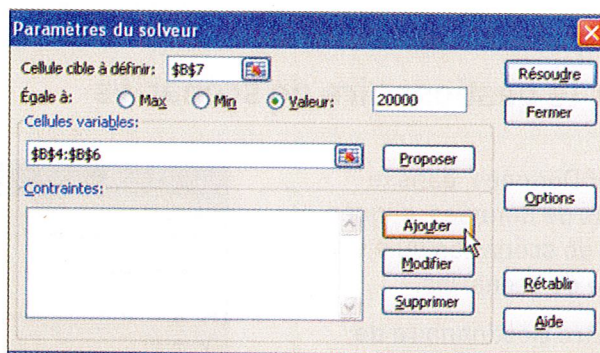 Paramètres du solveur
Cellule cible à définir: $B$7
Résoudre
Égale à: Max Min Valeur: 20000
Fermer
Cellules variables:
$B$4:$B$6
Proposer
Contraintes:
Options
Ajouter
Modifier
Rétablir
Supprimer
Aide